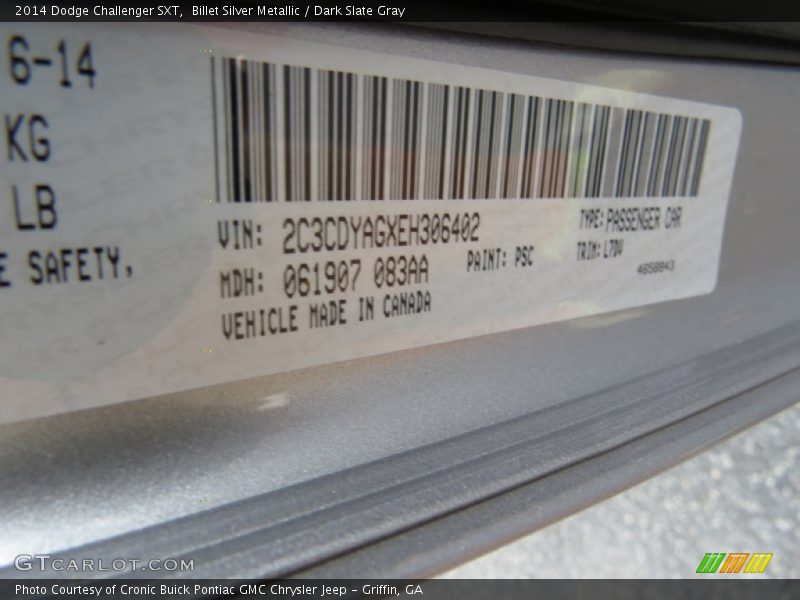 2014 Dodge Challenger SXT, Billet Silver Metallic / Dark Slate Gray
6-14
KG
LB
E SAFETY,
VIN: 2C3CDYAGXEH306402
TYPE: PASSENGER CAR
MDH: 061907 083AA
PAINT: PSC
TRIM: L7DV
4658843
VEHICLE MADE IN CANADA
GTCARLOT.COM
Photo Courtesy of Cronic Buick Pontiac GMC Chrysler Jeep - Griffin, GA